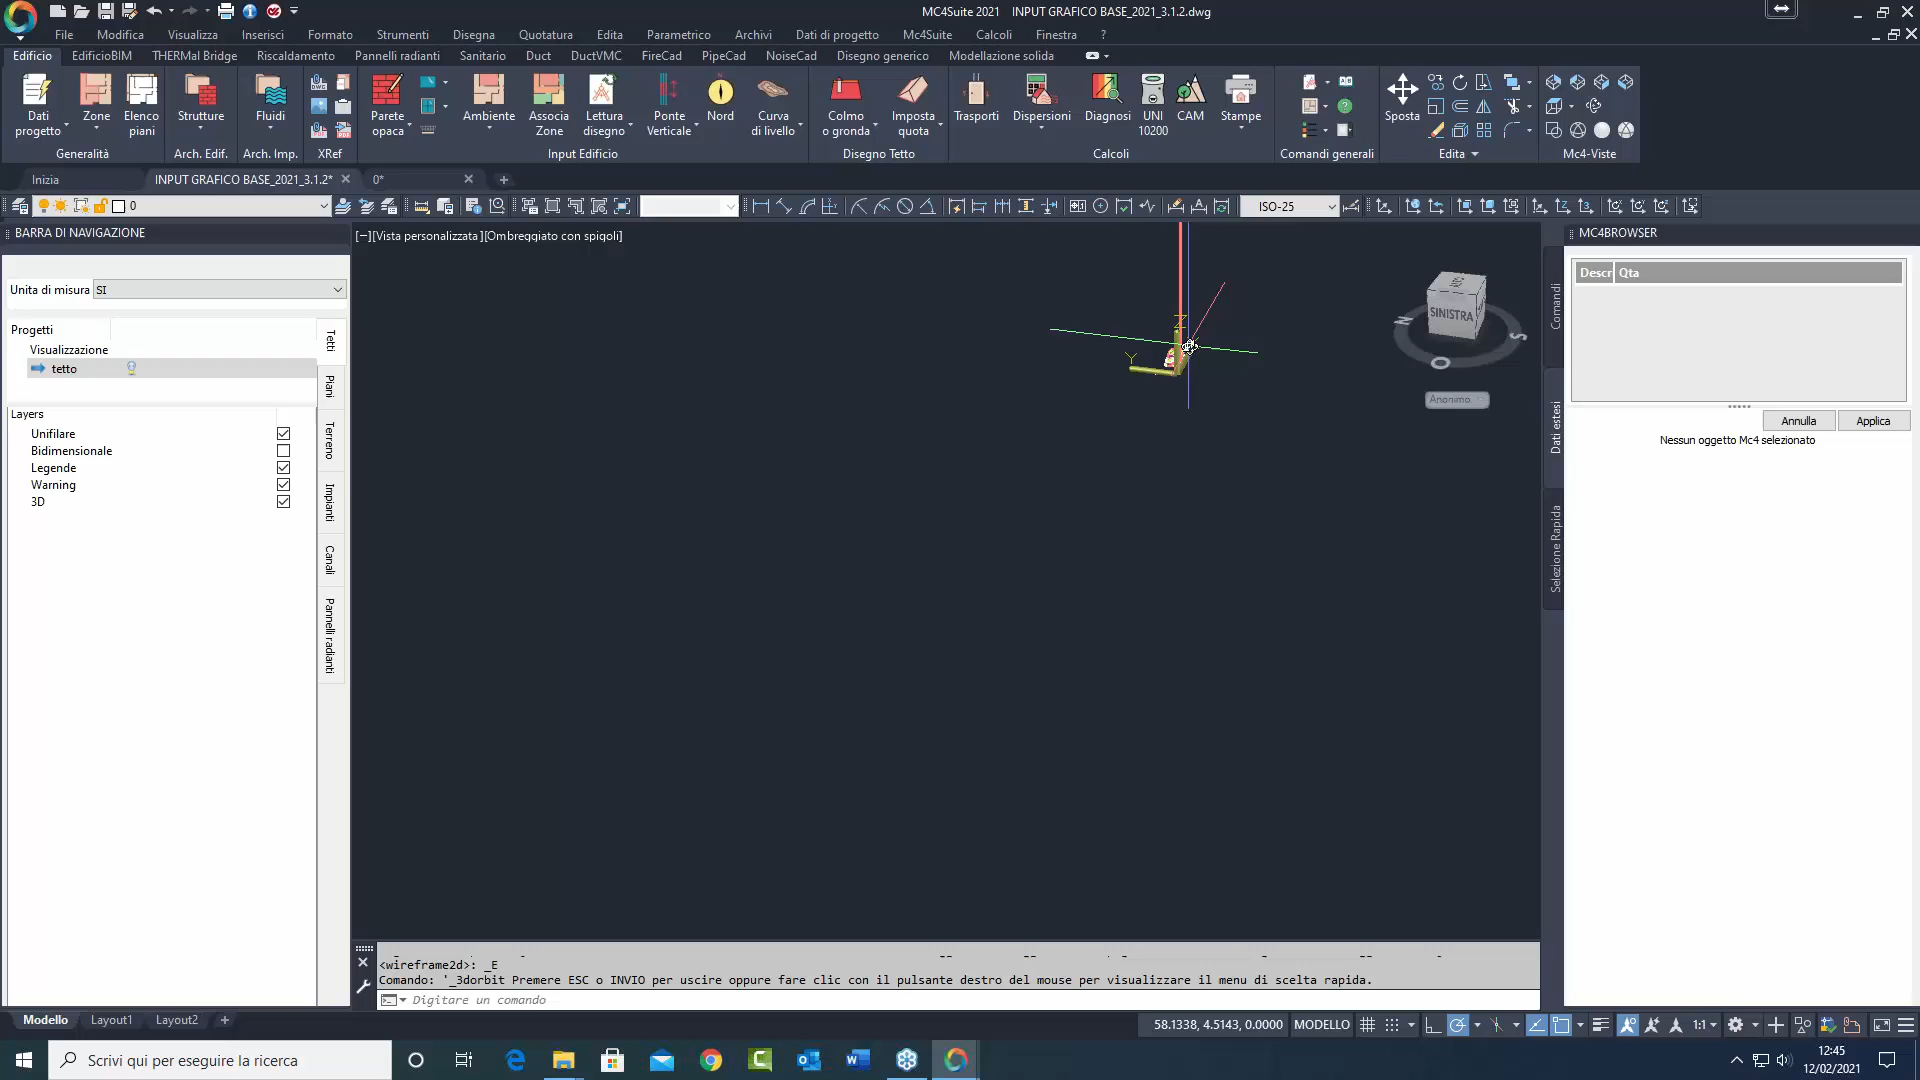 MC4Suite 2021 INPUT GRAFICO BASE_2021_3.1.2.dwg
File Modifica Visualizza Inserisci Formato Strumenti Disegna Quotatura Edita Parametrico Archivi Dati di progetto Mc4Suite Calcoli Finestra ?
Edificio EdificioBIM THERMal Bridge Riscaldamento Pannelli radianti Sanitario Duct DuctVMC FireCad PipeCad NoiseCad Disegno generico Modellazione solida
Dati progetto Zone Elenco piani Strutture Fluidi Parete opaca Ambiente Associa Zone Lettura disegno Ponte Verticale Nord Curva di livello Colmo o gronda Imposta quota Trasporti Dispersioni Diagnosi UNI 10200 CAM Stampe Sposta
Generalità Arch. Edif. Arch. Imp. XRef Input Edificio Disegno Tetto Calcoli Comandi generali Edita Mc4-Viste
Inizia INPUT GRAFICO BASE_2021_3.1.2* 0*
0 ISO-25
BARRA DI NAVIGAZIONE
[−][Vista personalizzata][Ombreggiato con spigoli]
MC4BROWSER
Unita di misura SI
Progetti
Visualizzazione
tetto
Layers
Unifilare
Bidimensionale
Legende
Warning
3D
Tetti
Piani
Terreno
Impianti
Canali
Pannelli radianti
Z
Y
SINISTRA
N
S
O
Anonimo
Comandi
Dati estesi
Selezione Rapida
Descr Qta
Annulla Applica
Nessun oggetto Mc4 selezionato
<wireframe2d>: _E
Comando: '_3dorbit Premere ESC o INVIO per uscire oppure fare clic con il pulsante destro del mouse per visualizzare il menu di scelta rapida.
Digitare un comando
Modello Layout1 Layout2
58.1338, 4.5143, 0.0000 MODELLO 1:1
Scrivi qui per eseguire la ricerca
12:45
12/02/2021